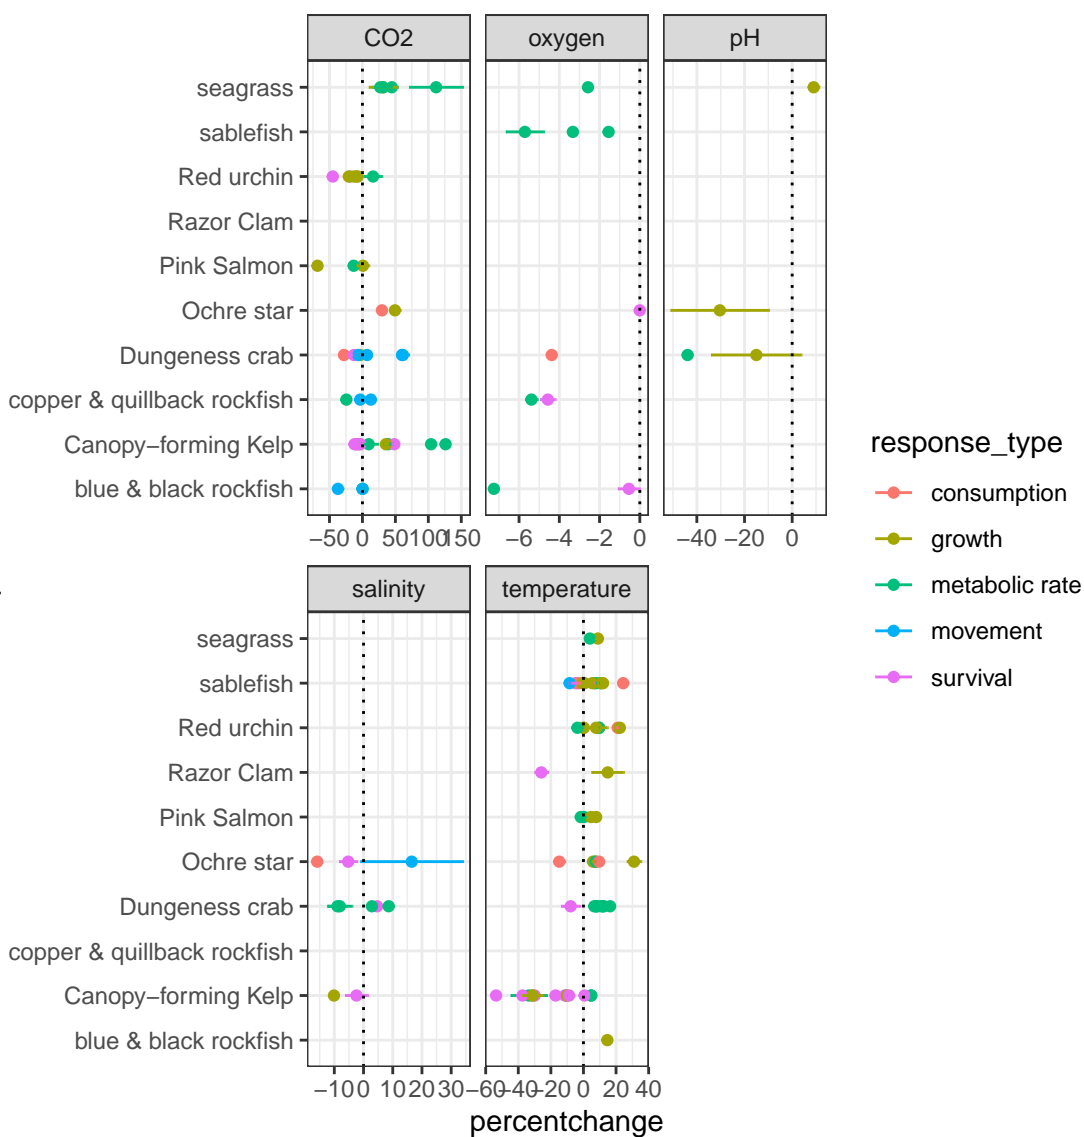 CO2 oxygen pH
seagrass
sablefish
Red urchin
Razor Clam
Pink Salmon
Ochre star
Dungeness crab
copper & quillback rockfish
Canopy−forming Kelp
blue & black rockfish
−50 0 50 100 150 −6 −4 −2 0 −40 −20 0
salinity temperature
seagrass
sablefish
Red urchin
Razor Clam
Pink Salmon
Ochre star
Dungeness crab
copper & quillback rockfish
Canopy−forming Kelp
blue & black rockfish
−10 0 10 20 30 −60 −40 −20 0 20 40
percentchange
response_type
consumption
growth
metabolic rate
movement
survival